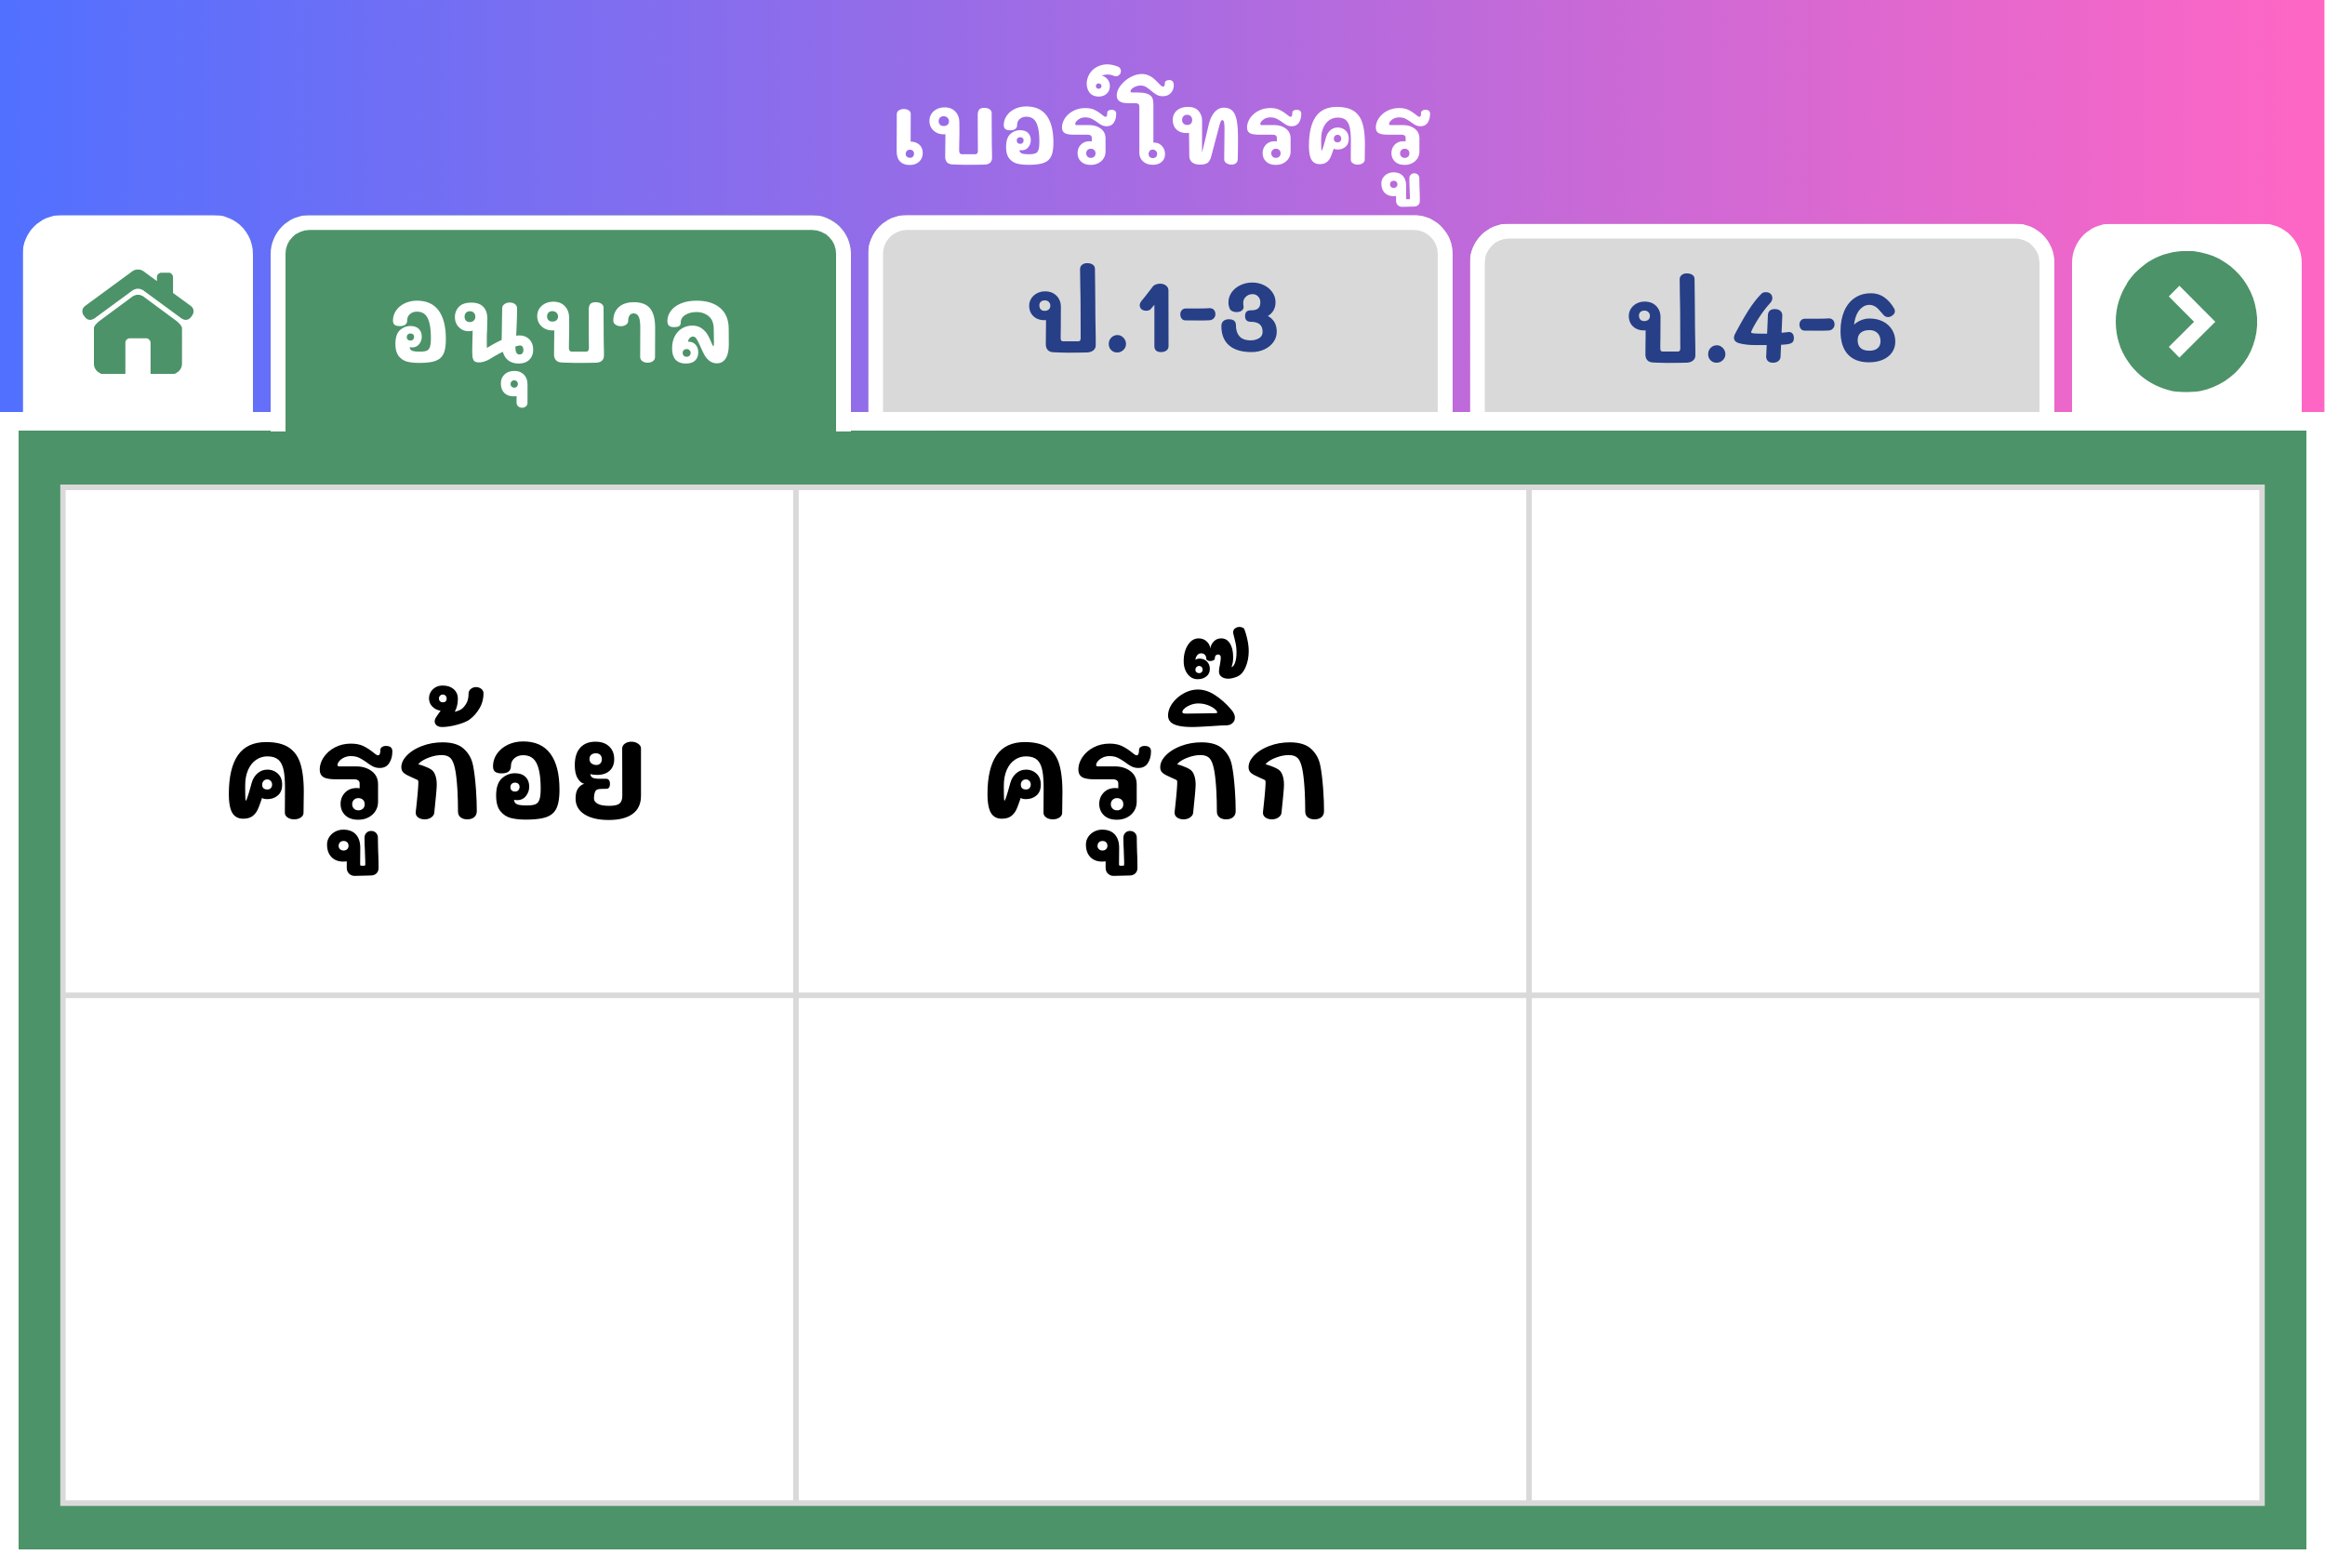 เบอร์โทรครู
อนุบาล
ป.1-3
ป.4-6
ครูก้อย
ครูกิ๊ก